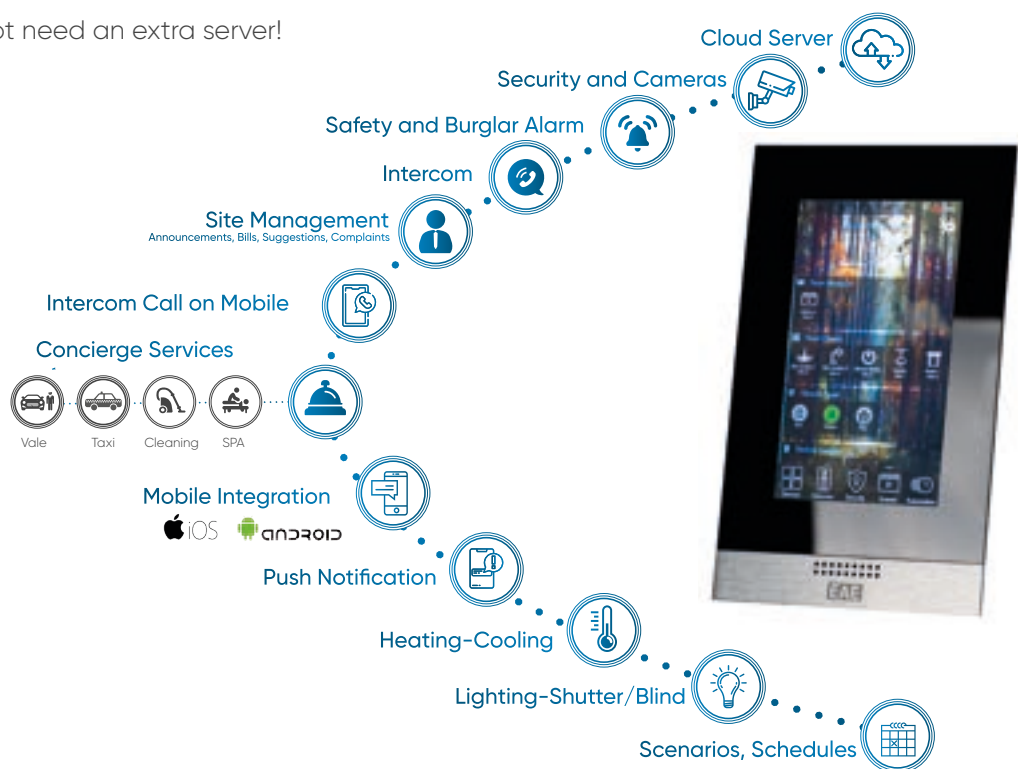 ot need an extra server!
Cloud Server
Security and Cameras
Safety and Burglar Alarm
Intercom
Site Management
Announcements, Bills, Suggestions, Complaints
Intercom Call on Mobile
Concierge Services
Vale Taxi Cleaning SPA
Mobile Integration
iOS ANDROID
Push Notification
Heating-Cooling
Lighting-Shutter/Blind
Scenarios, Schedules
EAE